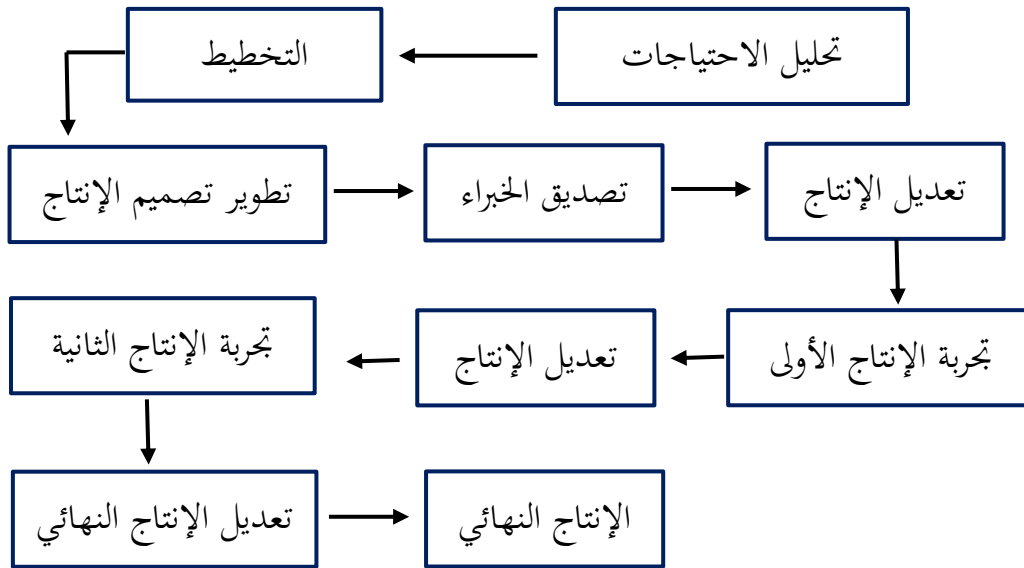 تحليل الاحتياجات
التخطيط
تطوير تصميم الإنتاج
تصديق الخبراء
تعديل الإنتاج
تجربة الإنتاج الأولى
تعديل الإنتاج
تجربة الإنتاج الثانية
تعديل الإنتاج النهائي
الإنتاج النهائي